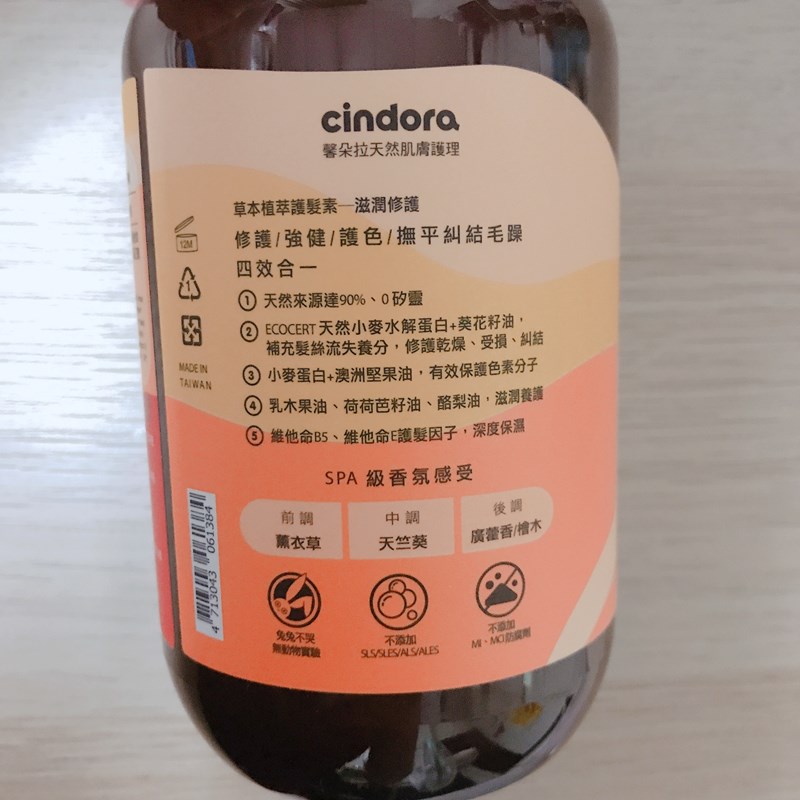 cindora
馨朵拉天然肌膚護理
草本植萃護髮素—滋潤修護
修護/強健/護色/撫平糾結毛躁
四效合一
① 天然來源達90%、0矽靈
② ECOCERT 天然小麥水解蛋白+葵花籽油，
補充髮絲流失養分，修護乾燥、受損、糾結
③ 小麥蛋白+澳洲堅果油，有效保護色素分子
④ 乳木果油、荷荷芭籽油、酪梨油，滋潤養護
⑤ 維他命B5、維他命E護髮因子，深度保濕
12M
1
MADE IN
TAIWAN
SPA 級香氛感受
前調
薰衣草
中調
天竺葵
後調
廣藿香/檜木
4 713043 061384
兔兔不哭
無動物實驗
不添加
SLS/SLES/ALS/ALES
不添加
MI、MCI防腐劑